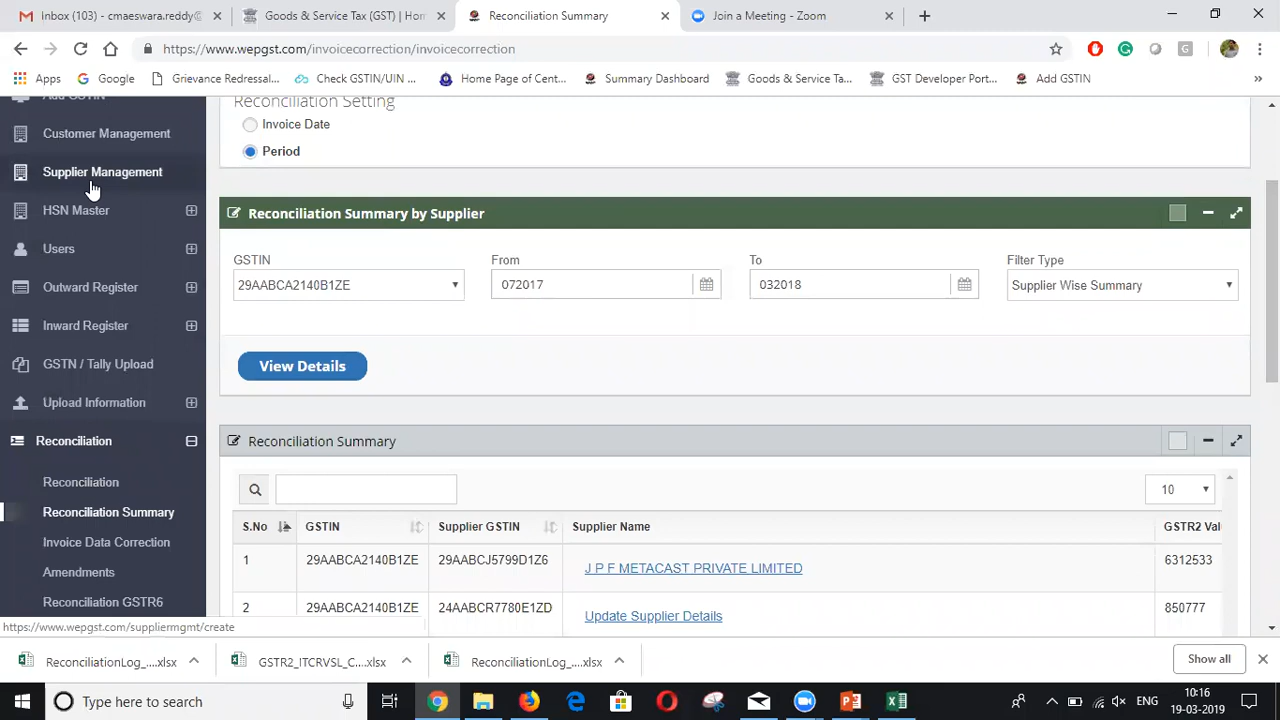 Inbox (103) - cmaeswara.reddy@
Goods & Service Tax (GST) | Hom
Reconciliation Summary
Join a Meeting - Zoom
https://www.wepgst.com/invoicecorrection/invoicecorrection
Apps
Google
Grievance Redressal...
Check GSTIN/UIN ...
Home Page of Cent...
Summary Dashboard
Goods & Service Ta...
GST Developer Port...
Add GSTIN
»
Add GSTIN
Customer Management
Supplier Management
HSN Master
Users
Outward Register
Inward Register
GSTN / Tally Upload
Upload Information
Reconciliation
Reconciliation
Reconciliation Summary
Invoice Data Correction
Amendments
Reconciliation GSTR6
https://www.wepgst.com/suppliermgmt/create
Reconciliation Setting
Invoice Date
Period
Reconciliation Summary by Supplier
GSTIN From To Filter Type
29AABCA2140B1ZE 072017 032018 Supplier Wise Summary
View Details
Reconciliation Summary
10
S.No GSTIN Supplier GSTIN Supplier Name GSTR2 Valu
1 29AABCA2140B1ZE 29AABCJ5799D1Z6 J P F METACAST PRIVATE LIMITED 6312533
2 29AABCA2140B1ZE 24AABCR7780E1ZD Update Supplier Details 850777
ReconciliationLog_....xlsx
GSTR2_ITCRVSL_C....xlsx
ReconciliationLog_....xlsx
Show all
Type here to search
ENG
10:16
19-03-2019